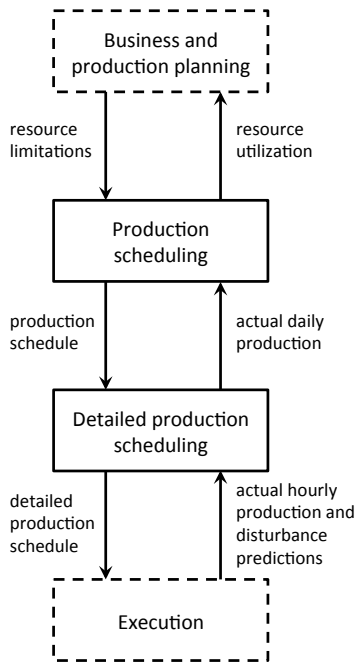 Business and
production planning
resource
limitations
resource
utilization
Production
scheduling
production
schedule
actual daily
production
Detailed production
scheduling
detailed
production
schedule
actual hourly
production and
disturbance
predictions
Execution